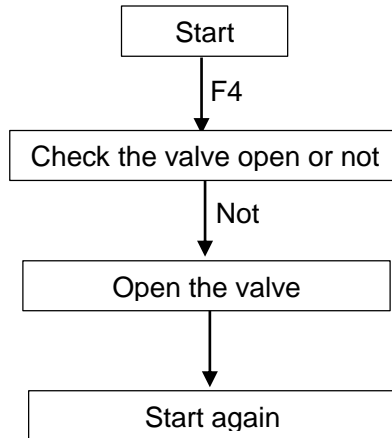 Start
F4
Check the valve open or not
Not
Open the valve
Start again